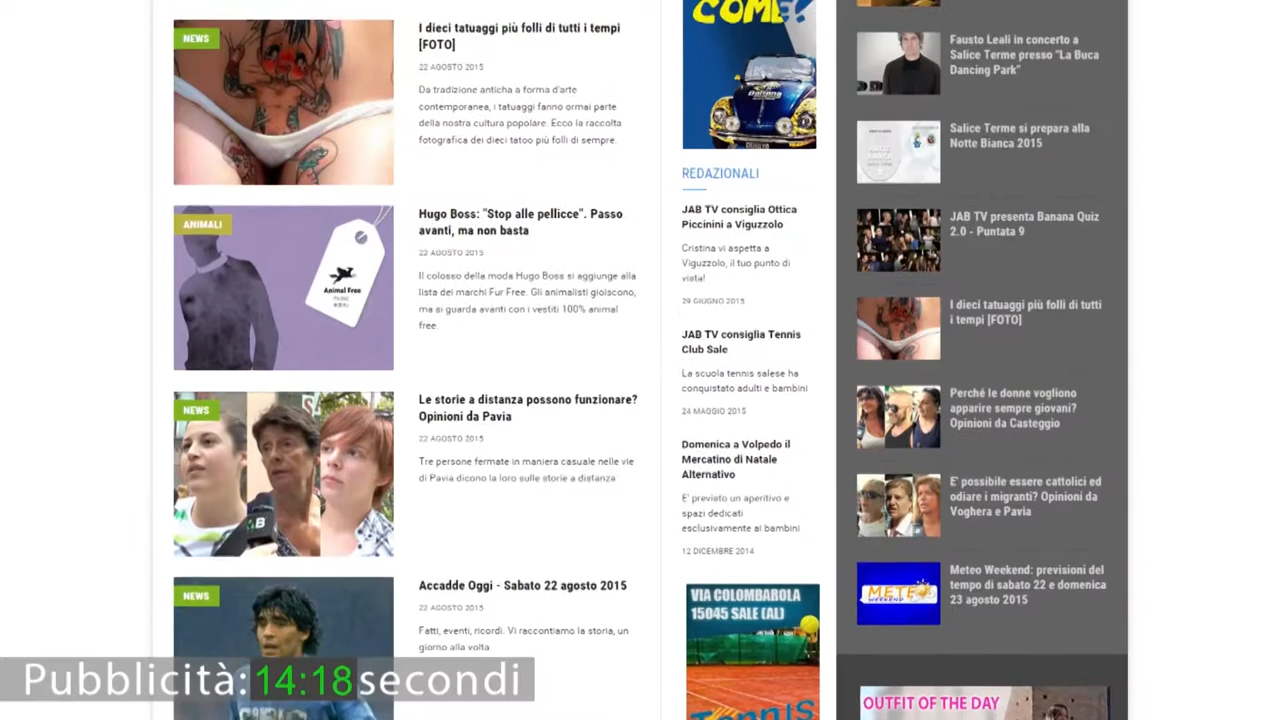 NEWS
I dieci tatuaggi più folli di tutti i tempi
[FOTO]
22 AGOSTO 2015
Da tradizione antica a forma d'arte
contemporanea, i tatuaggi fanno ormai parte
della nostra cultura popolare. Ecco la raccolta
fotografica dei dieci tatoo più folli di sempre.
ANIMALI
Animal Free
Hugo Boss: "Stop alle pellicce". Passo
avanti, ma non basta
22 AGOSTO 2015
Il colosso della moda Hugo Boss si aggiunge alla
lista dei marchi Fur Free. Gli animalisti gioiscono,
ma si guarda avanti con i vestiti 100% animal
free.
NEWS
Le storie a distanza possono funzionare?
Opinioni da Pavia
22 AGOSTO 2015
Tre persone fermate in maniera casuale nelle vie
di Pavia dicono la loro sulle storie a distanza
NEWS
Accadde Oggi - Sabato 22 agosto 2015
22 AGOSTO 2015
Fatti, eventi, ricordi. Vi raccontiamo la storia, un
giorno alla volta
COME?
Banana
REDAZIONALI
JAB TV consiglia Ottica
Piccinini a Viguzzolo
Cristina vi aspetta a
Viguzzolo, il tuo punto di
vista!
29 GIUGNO 2015
JAB TV consiglia Tennis
Club Sale
La scuola tennis salese ha
conquistato adulti e bambini
24 MAGGIO 2015
Domenica a Volpedo il
Mercatino di Natale
Alternativo
E' previsto un aperitivo e
spazi dedicati
esclusivamente ai bambini
12 DICEMBRE 2014
VIA COLOMBAROLA
15045 SALE (AL)
Tennis
Fausto Leali in concerto a
Salice Terme presso "La Buca
Dancing Park"
Salice Terme si prepara alla
Notte Bianca 2015
JAB TV presenta Banana Quiz
2.0 - Puntata 9
I dieci tatuaggi più folli di tutti
i tempi [FOTO]
Perché le donne vogliono
apparire sempre giovani?
Opinioni da Casteggio
E' possibile essere cattolici ed
odiare i migranti? Opinioni da
Voghera e Pavia
METEO
WEEKEND
Meteo Weekend: previsioni del
tempo di sabato 22 e domenica
23 agosto 2015
OUTFIT OF THE DAY
Pubblicità: 14:18 secondi